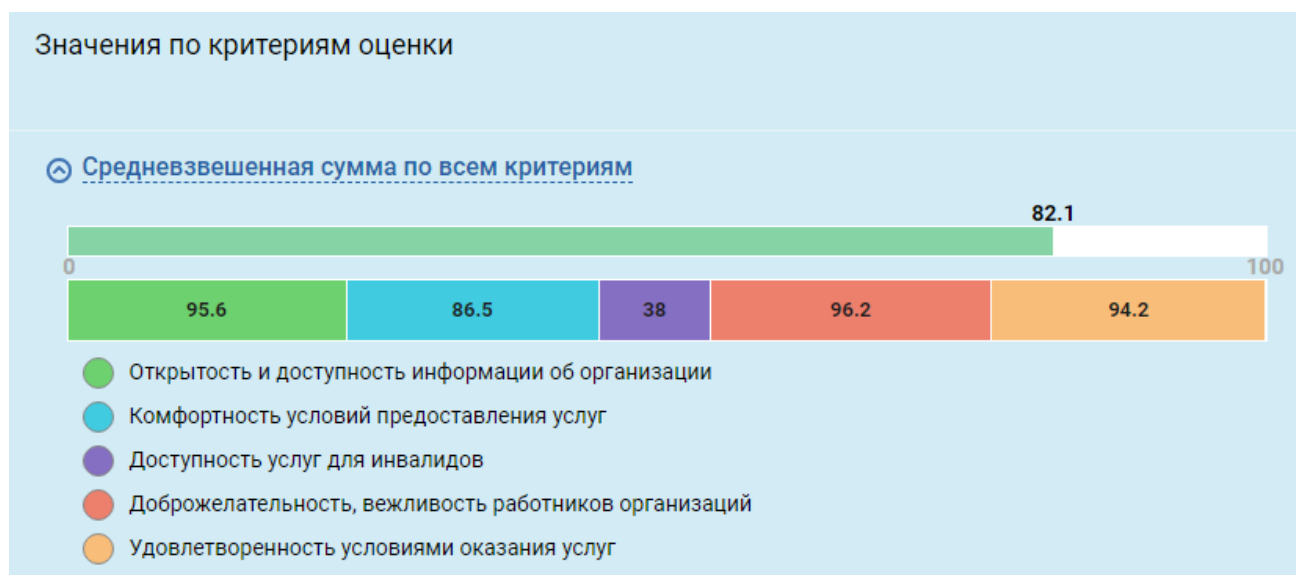 Значения по критериям оценки
Средневзвешенная сумма по всем критериям
82.1
0 100
95.6 86.5 38 96.2 94.2
Открытость и доступность информации об организации
Комфортность условий предоставления услуг
Доступность услуг для инвалидов
Доброжелательность, вежливость работников организаций
Удовлетворенность условиями оказания услуг